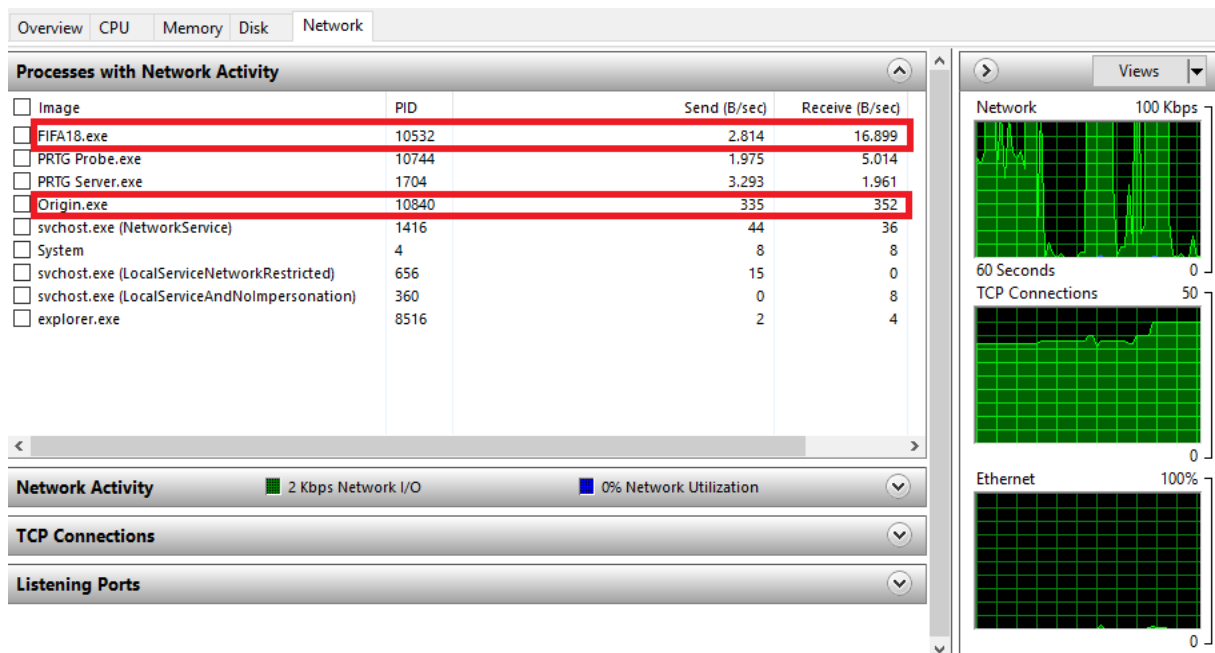 Overview CPU Memory Disk Network
Processes with Network Activity
Image PID Send (B/sec) Receive (B/sec)
FIFA18.exe 10532 2.814 16.899
PRTG Probe.exe 10744 1.975 5.014
PRTG Server.exe 1704 3.293 1.961
Origin.exe 10840 335 352
svchost.exe (NetworkService) 1416 44 36
System 4 8 8
svchost.exe (LocalServiceNetworkRestricted) 656 15 0
svchost.exe (LocalServiceAndNoImpersonation) 360 0 8
explorer.exe 8516 2 4
Network Activity 2 Kbps Network I/O 0% Network Utilization
TCP Connections
Listening Ports
Views
Network 100 Kbps
60 Seconds 0
TCP Connections 50
0
Ethernet 100%
0